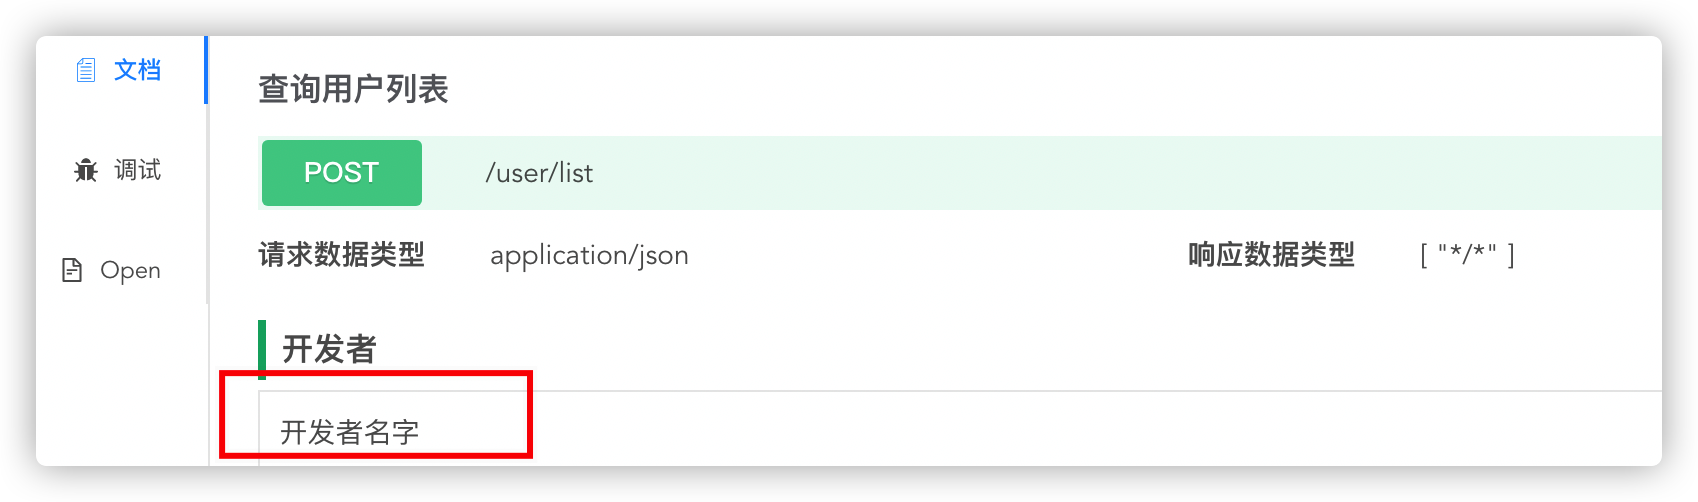 文档
调试
Open
查询用户列表
POST /user/list
请求数据类型 application/json 响应数据类型 [ "*/*" ]
开发者
开发者名字